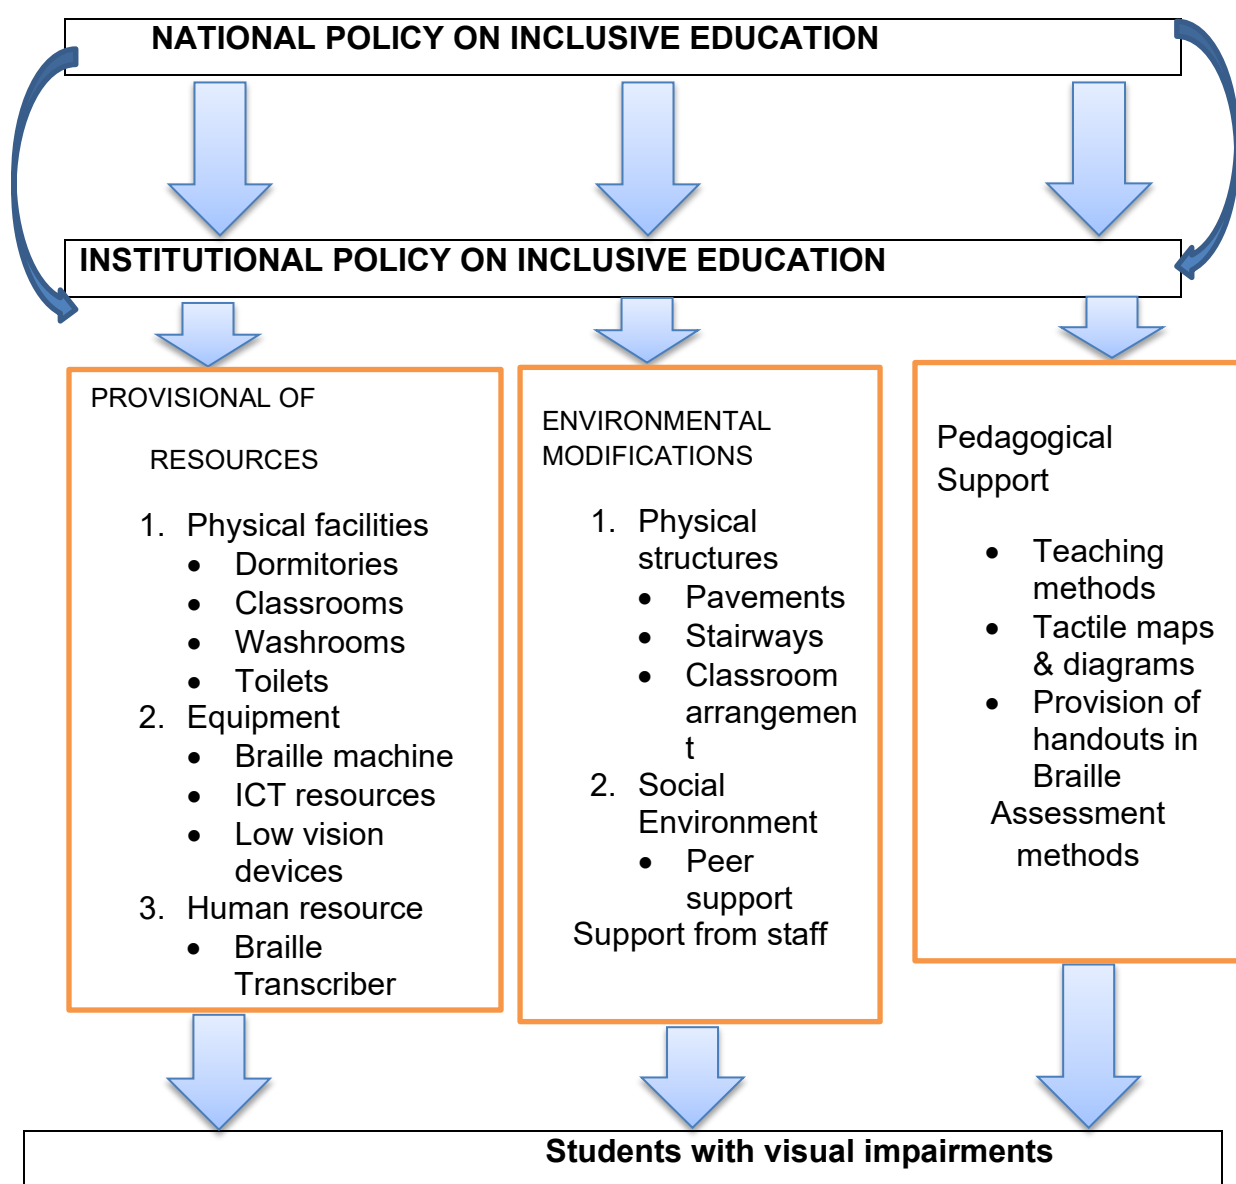 NATIONAL POLICY ON INCLUSIVE EDUCATION
INSTITUTIONAL POLICY ON INCLUSIVE EDUCATION
PROVISIONAL OF
RESOURCES
1. Physical facilities
• Dormitories
• Classrooms
• Washrooms
• Toilets
2. Equipment
• Braille machine
• ICT resources
• Low vision
devices
3. Human resource
• Braille
Transcriber
ENVIRONMENTAL
MODIFICATIONS
1. Physical
structures
• Pavements
• Stairways
• Classroom
arrangemen
t
2. Social
Environment
• Peer
support
Support from staff
Pedagogical
Support
• Teaching
methods
• Tactile maps
& diagrams
• Provision of
handouts in
Braille
Assessment
methods
Students with visual impairments